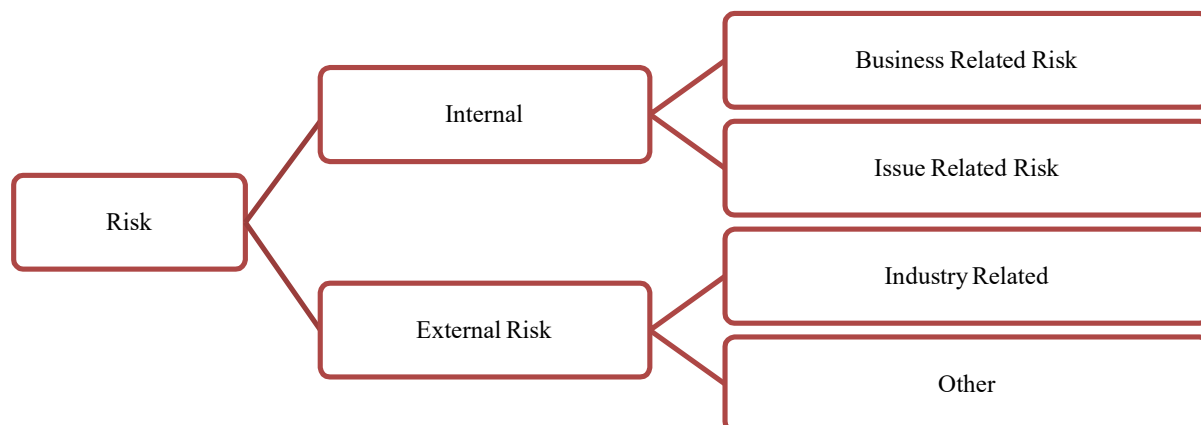 Business Related Risk
Internal
Issue Related Risk
Risk
Industry Related
External Risk
Other